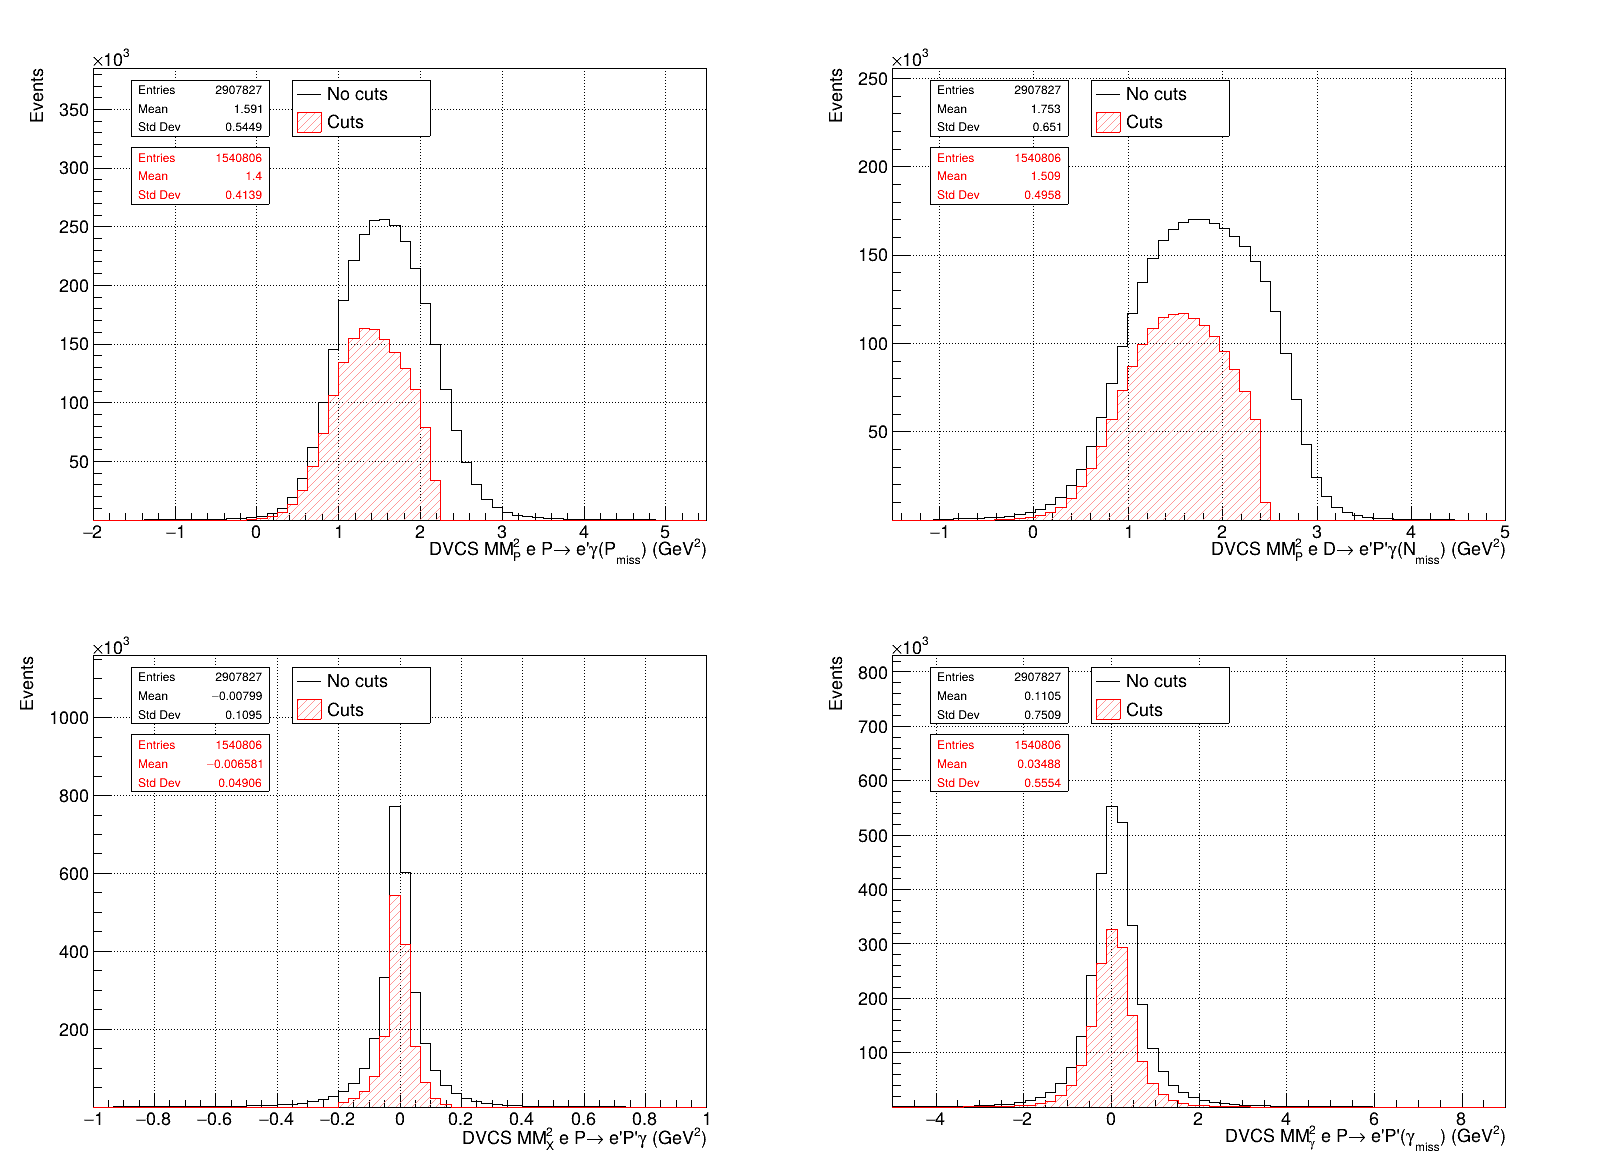 ×10³
Events
Entries 2907827
Mean 1.591
Std Dev 0.5449
Entries 1540806
Mean 1.4
Std Dev 0.4139
No cuts
Cuts
350
300
250
200
150
100
50
−2 −1 0 1 2 3 4 5
DVCS MM²P e P→ e'γ(Pmiss) (GeV²)
×10³
Events
Entries 2907827
Mean 1.753
Std Dev 0.651
Entries 1540806
Mean 1.509
Std Dev 0.4958
No cuts
Cuts
250
200
150
100
50
−1 0 1 2 3 4 5
DVCS MM²P e D→ e'P'γ(Nmiss) (GeV²)
×10³
Events
Entries 2907827
Mean −0.00799
Std Dev 0.1095
Entries 1540806
Mean −0.006581
Std Dev 0.04906
No cuts
Cuts
1000
800
600
400
200
−1 −0.8 −0.6 −0.4 −0.2 0 0.2 0.4 0.6 0.8 1
DVCS MM²X e P→ e'P'γ (GeV²)
×10³
Events
Entries 2907827
Mean 0.1105
Std Dev 0.7509
Entries 1540806
Mean 0.03488
Std Dev 0.5554
No cuts
Cuts
800
700
600
500
400
300
200
100
−4 −2 0 2 4 6 8
DVCS MM²γ e P→ e'P'(γmiss) (GeV²)